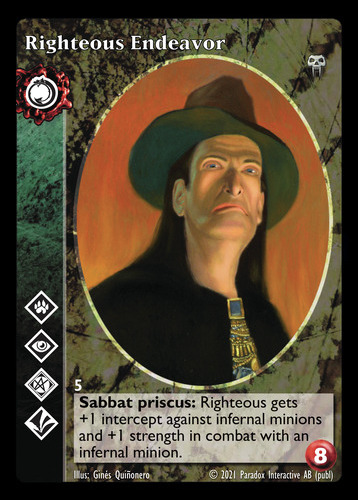 Righteous Endeavor
5
Sabbat priscus: Righteous gets
+1 intercept against infernal minions
and +1 strength in combat with an
infernal minion.
8
Illus: Ginés Quiñonero © 2021 Paradox Interactive AB (publ)